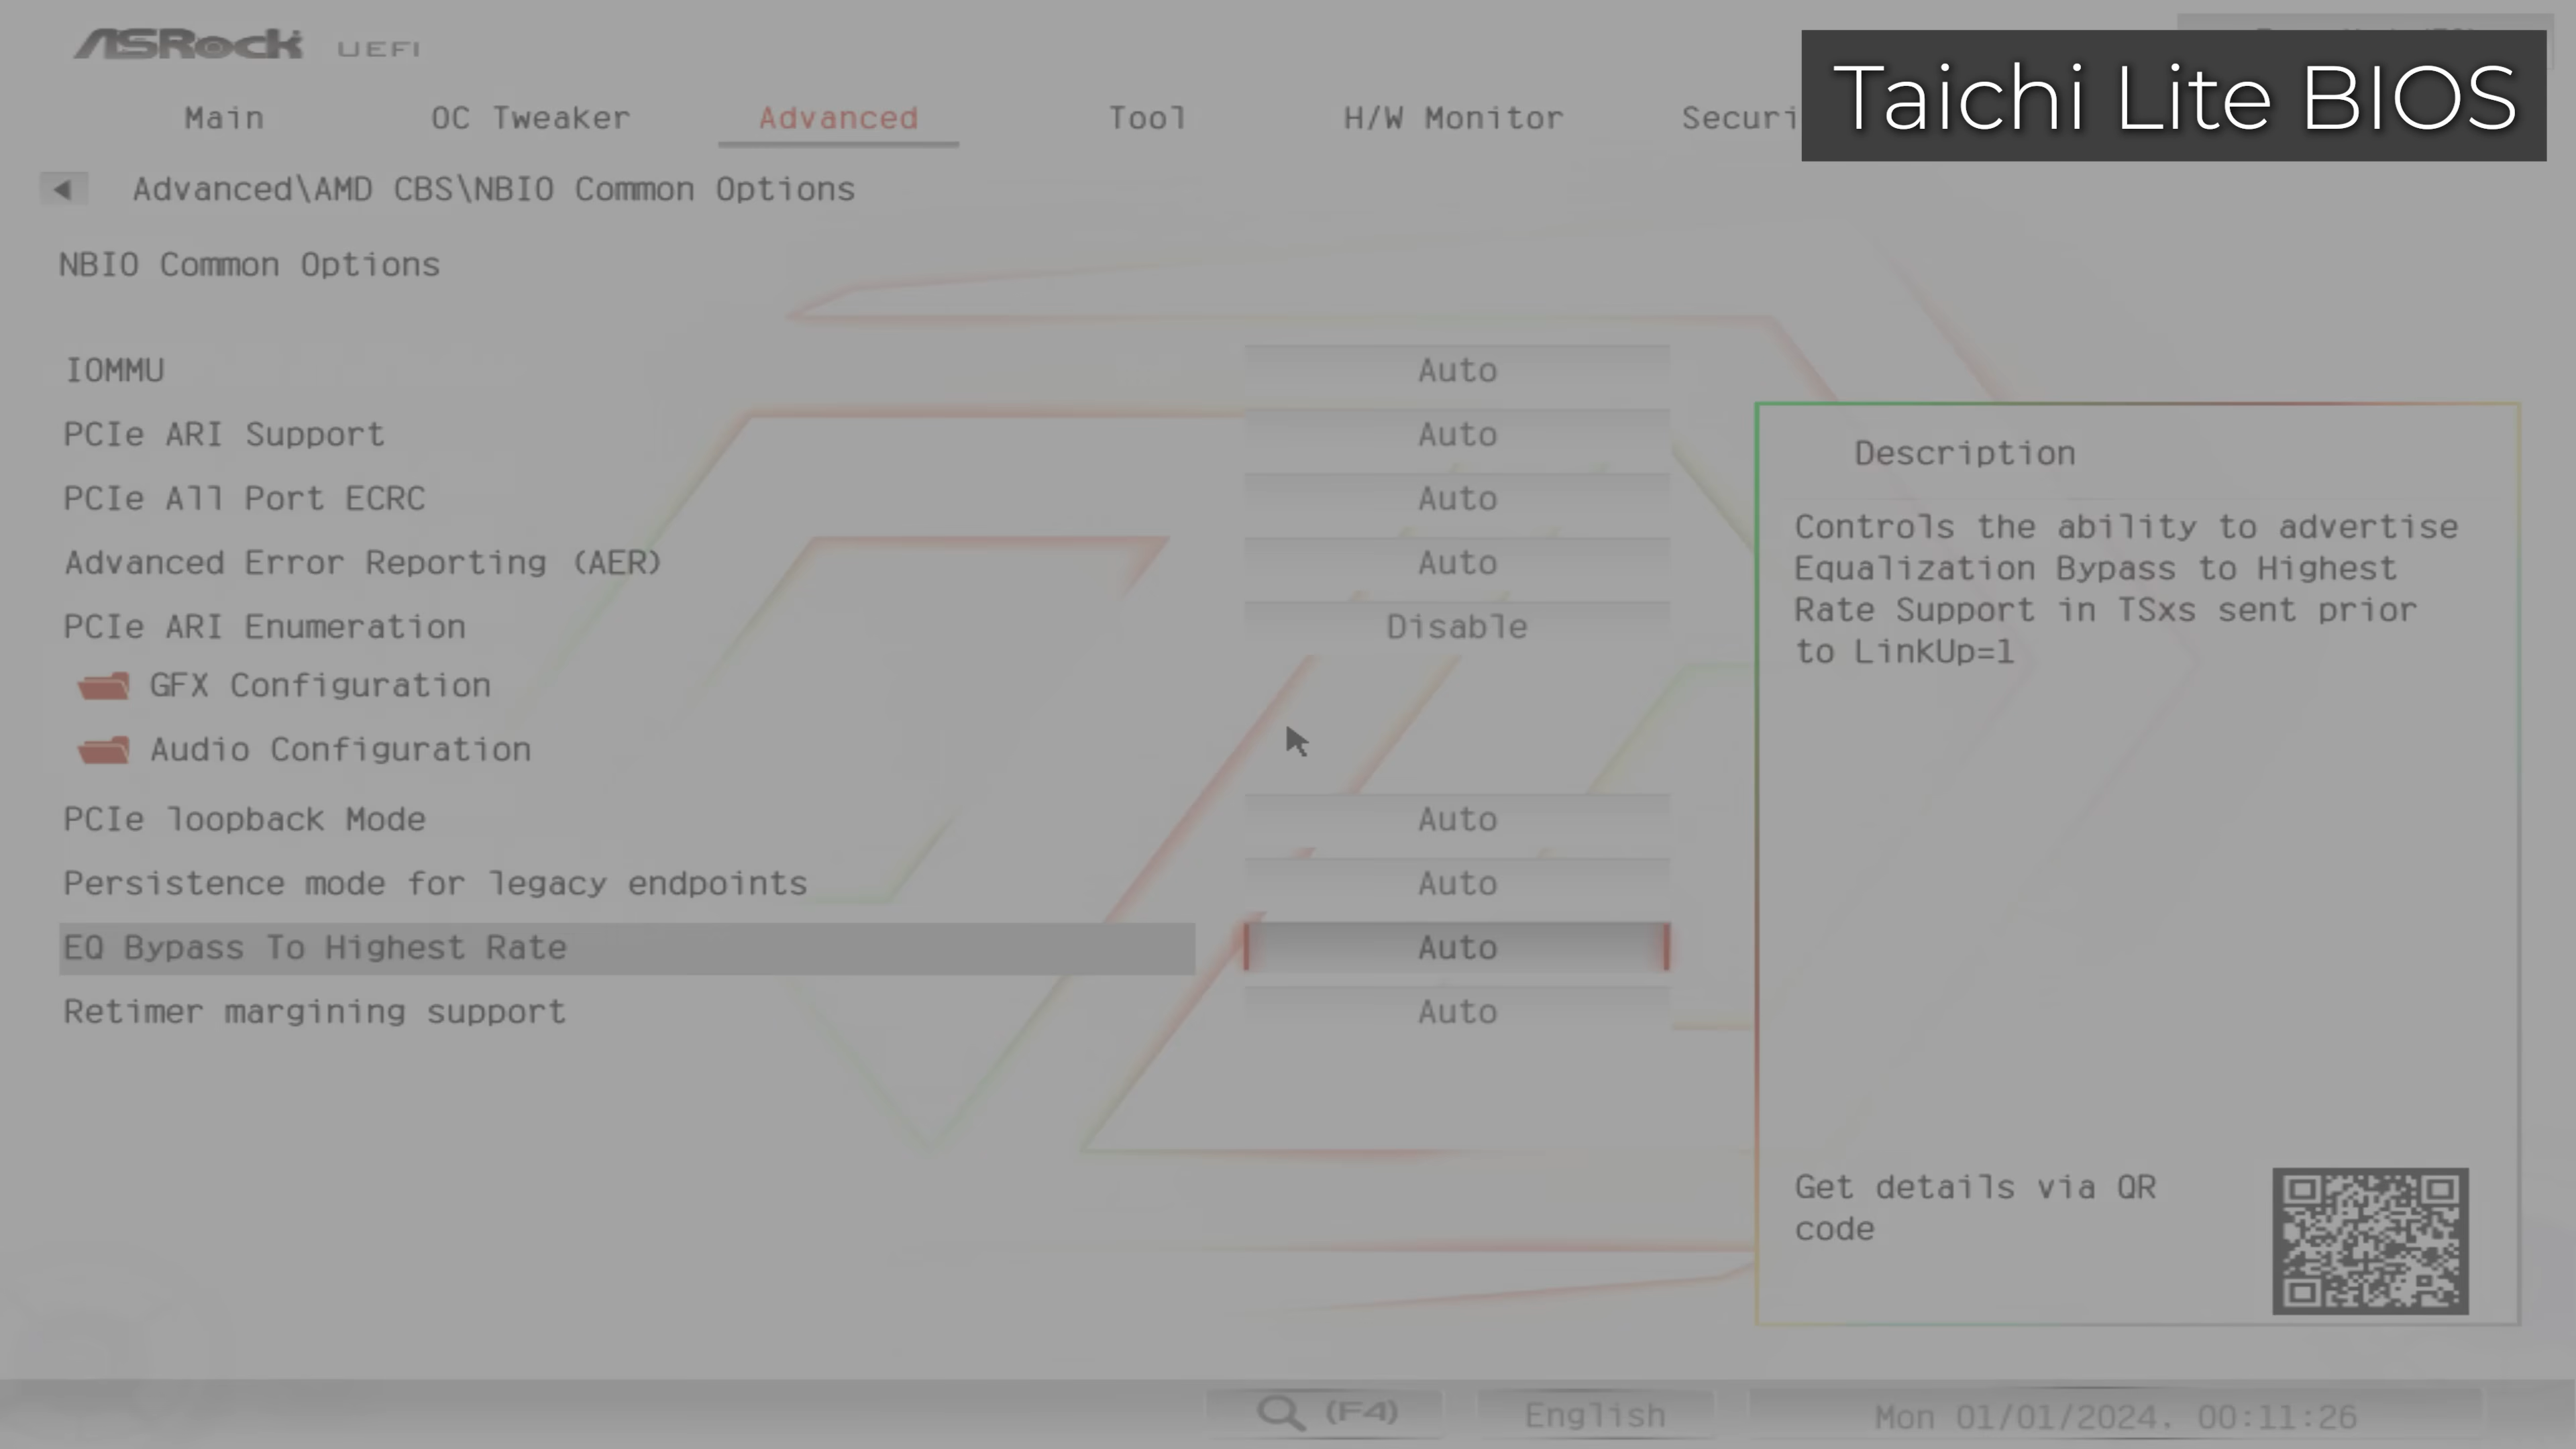 ASRock UEFI
Taichi Lite BIOS
Main OC Tweaker Advanced Tool H/W Monitor Securi
Advanced\AMD CBS\NBIO Common Options
NBIO Common Options
IOMMU Auto
PCIe ARI Support Auto
PCIe All Port ECRC Auto
Advanced Error Reporting (AER) Auto
PCIe ARI Enumeration Disable
GFX Configuration
Audio Configuration
PCIe loopback Mode Auto
Persistence mode for legacy endpoints Auto
EQ Bypass To Highest Rate Auto
Retimer margining support Auto
Description
Controls the ability to advertise
Equalization Bypass to Highest
Rate Support in TSxs sent prior
to LinkUp=1
Get details via QR
code
(F4) English Mon 01/01/2024. 00:11:26